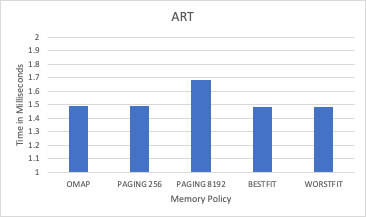 ART
2
1.9
1.8
1.7
1.6
1.5
1.4
1.3
1.2
1.1
1
Time in Milliseconds
OMAP PAGING 256 PAGING 8192 BESTFIT WORSTFIT
Memory Policy